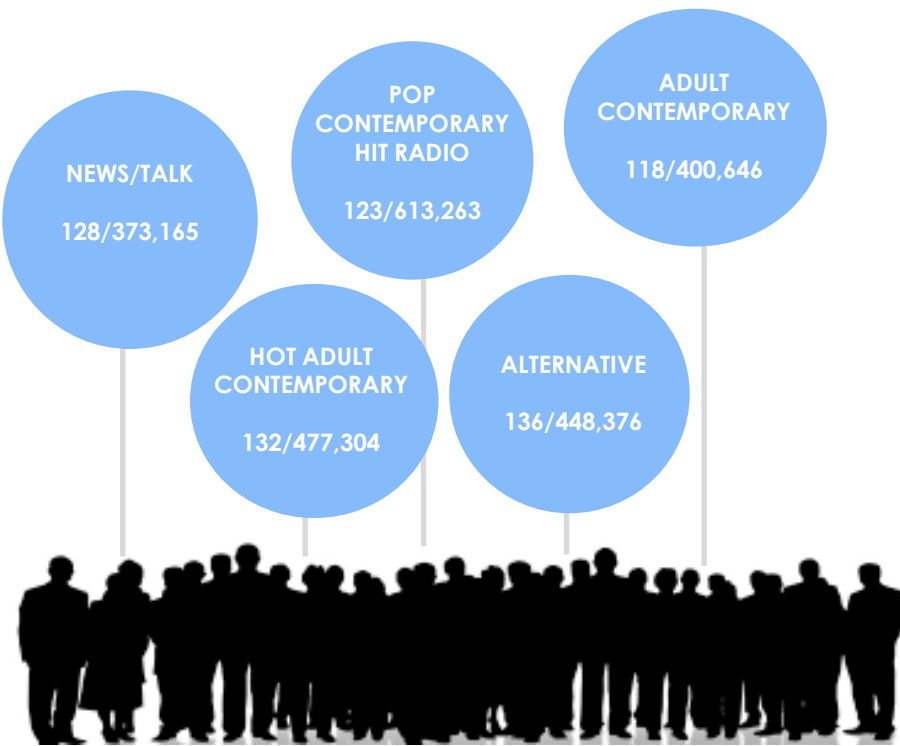 NEWS/TALK
128/373,165
POP
CONTEMPORARY
HIT RADIO
123/613,263
ADULT
CONTEMPORARY
118/400,646
HOT ADULT
CONTEMPORARY
132/477,304
ALTERNATIVE
136/448,376